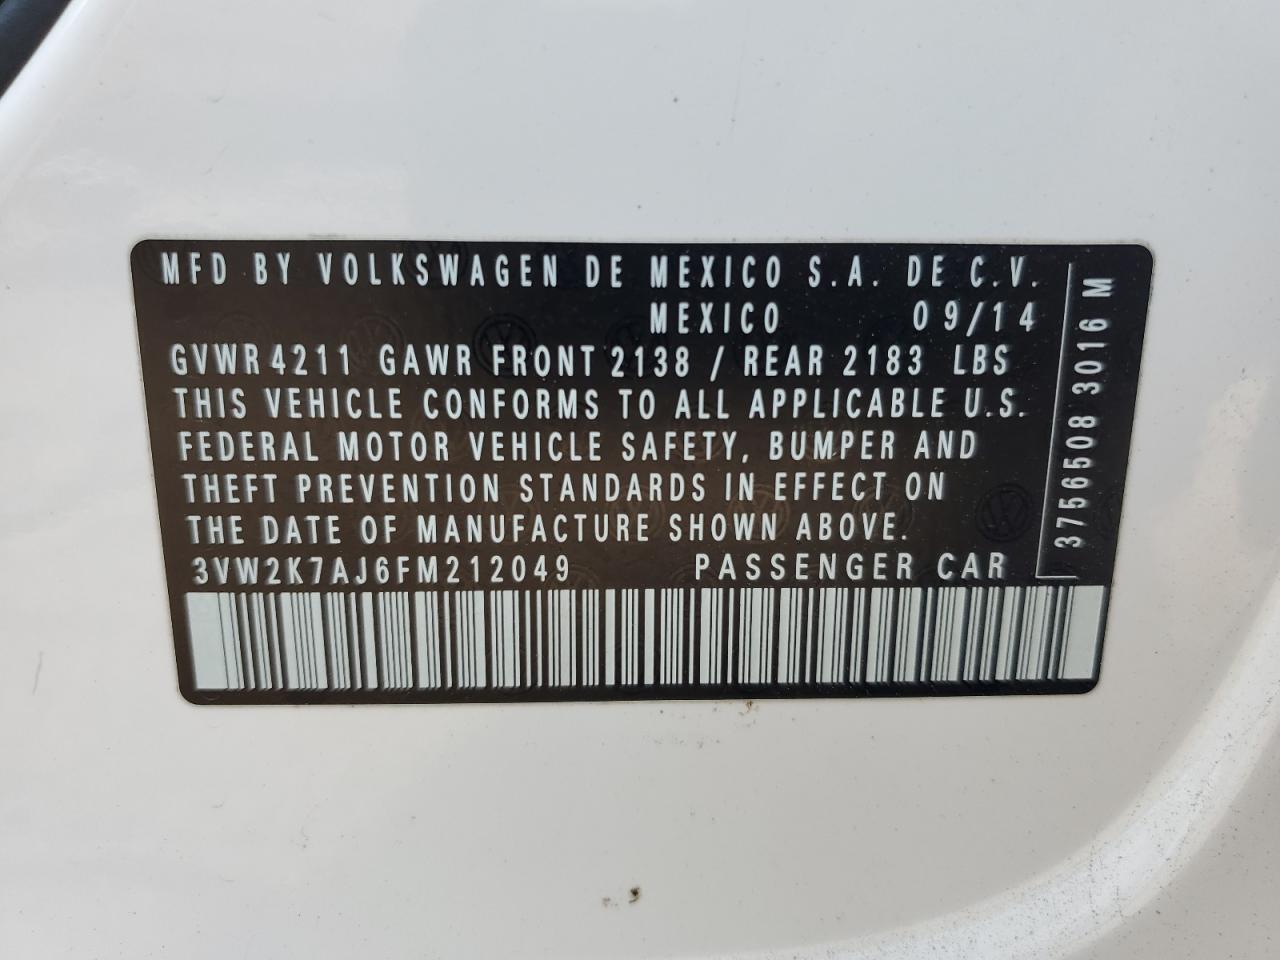 MFD BY VOLKSWAGEN DE MEXICO S.A. DE C.V.
MEXICO 09/14
GVWR 4211 GAWR FRONT 2138 / REAR 2183 LBS
THIS VEHICLE CONFORMS TO ALL APPLICABLE U.S.
FEDERAL MOTOR VEHICLE SAFETY, BUMPER AND
THEFT PREVENTION STANDARDS IN EFFECT ON
THE DATE OF MANUFACTURE SHOWN ABOVE.
3VW2K7AJ6FM212049 PASSENGER CAR
3756508 3016 M